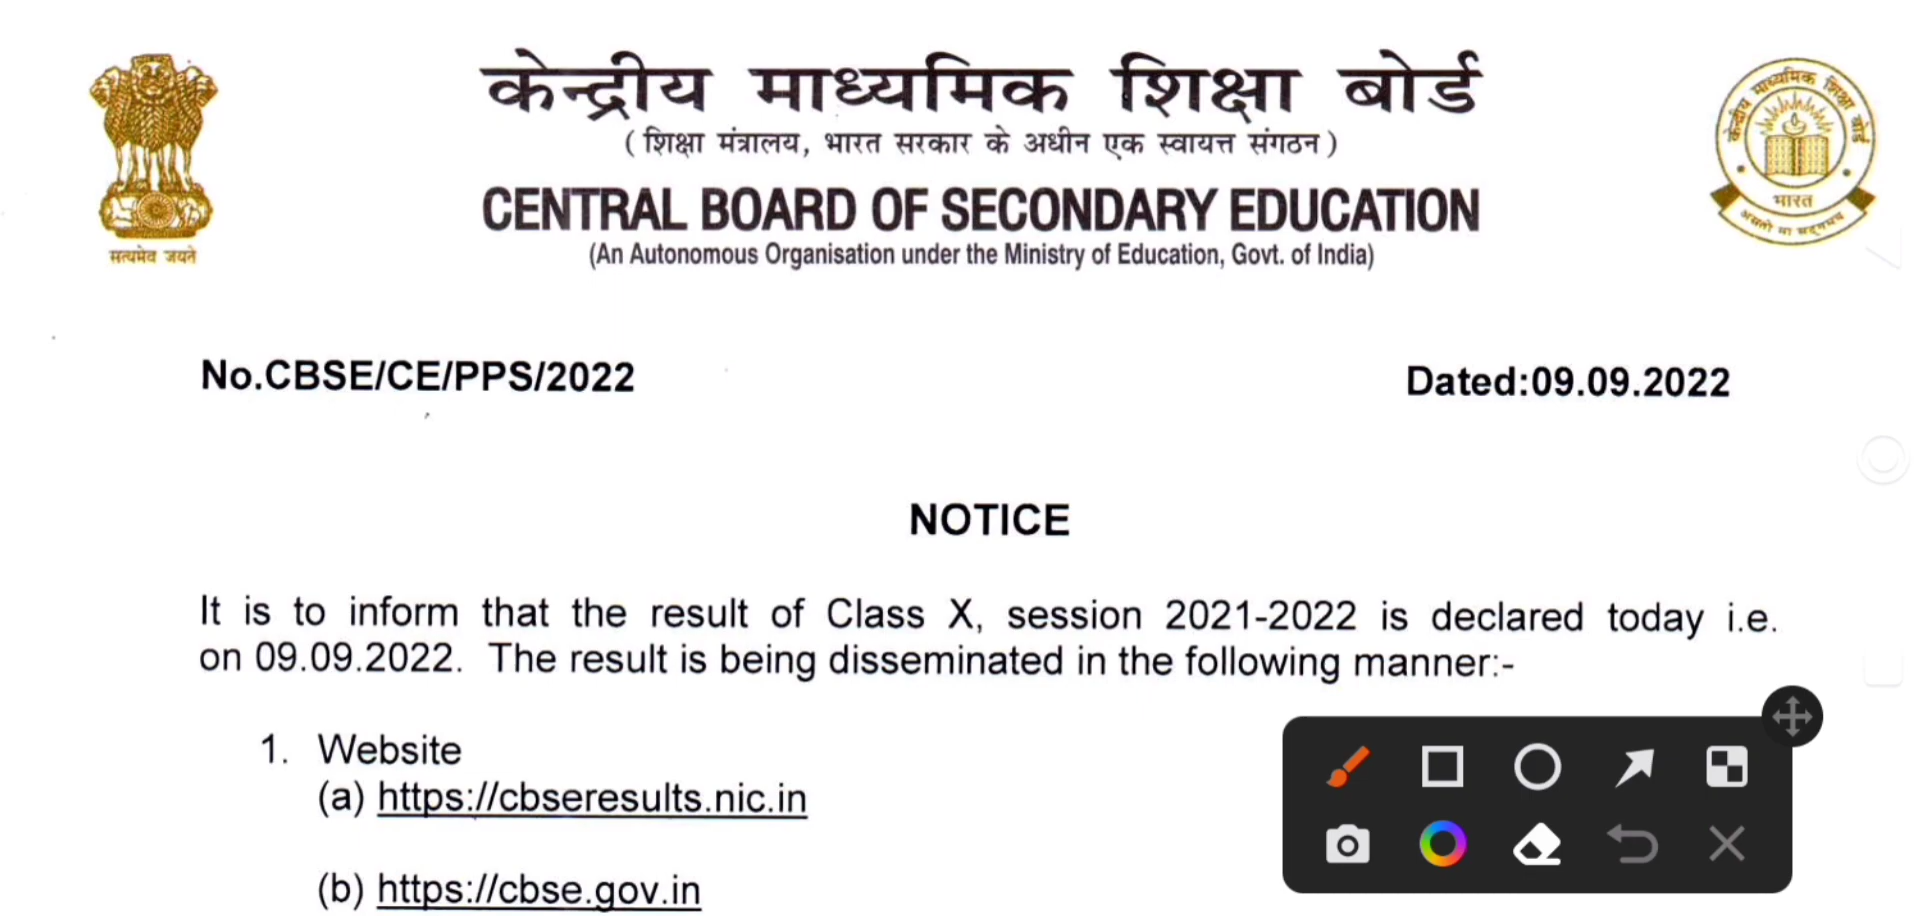 केन्द्रीय माध्यमिक शिक्षा बोर्ड
( शिक्षा मंत्रालय, भारत सरकार के अधीन एक स्वायत्त संगठन )
CENTRAL BOARD OF SECONDARY EDUCATION
(An Autonomous Organisation under the Ministry of Education, Govt. of India)
सत्यमेव जयते
केन्द्रीय माध्यमिक शिक्षा बोर्ड
भारत
असतो मा सद्गमय
No.CBSE/CE/PPS/2022
Dated:09.09.2022
NOTICE
It is to inform that the result of Class X, session 2021-2022 is declared today i.e.
on 09.09.2022. The result is being disseminated in the following manner:-
1. Website
(a) https://cbseresults.nic.in
(b) https://cbse.gov.in